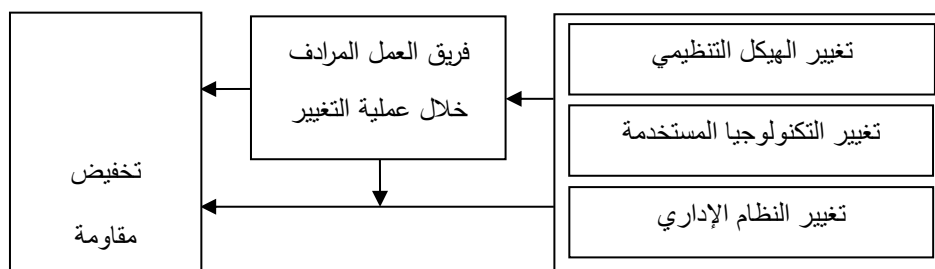 تغيير الهيكل التنظيمي
تغيير التكنولوجيا المستخدمة
تغيير النظام الإداري
فريق العمل المرادف
خلال عملية التغيير
تخفيض
مقاومة